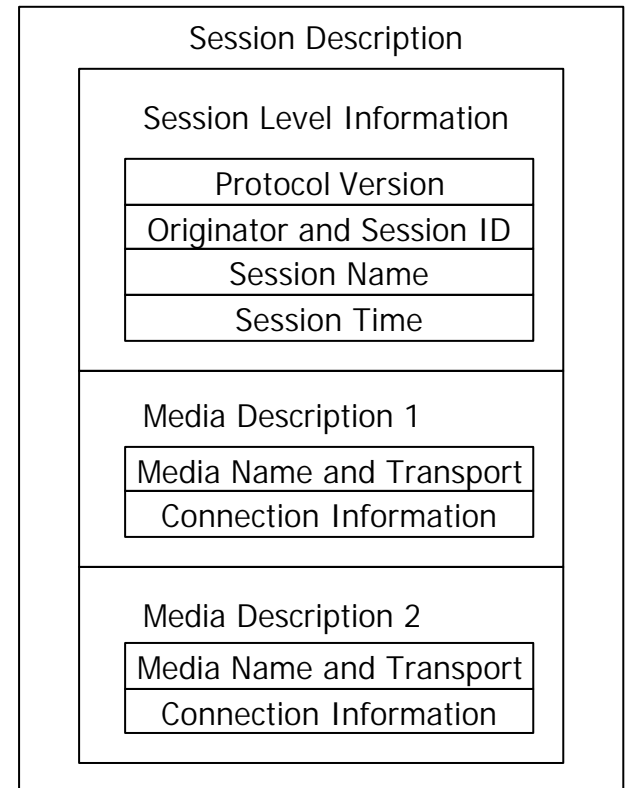 Session Description
Session Level Information
Protocol Version
Originator and Session ID
Session Name
Session Time
Media Description 1
Media Name and Transport
Connection Information
Media Description 2
Media Name and Transport
Connection Information